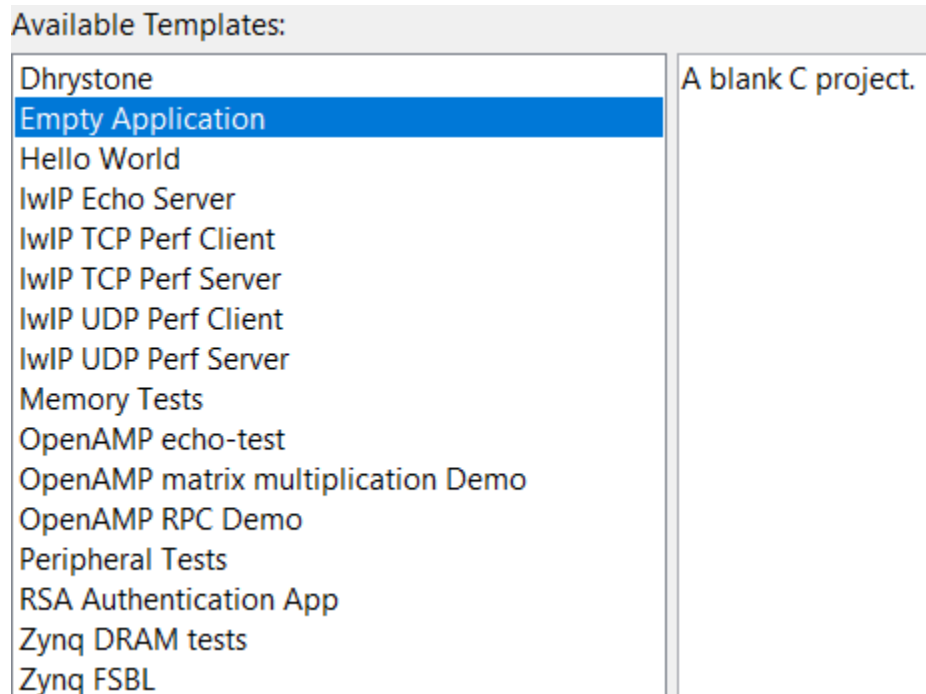 Available Templates:
Dhrystone
Empty Application
Hello World
lwIP Echo Server
lwIP TCP Perf Client
lwIP TCP Perf Server
lwIP UDP Perf Client
lwIP UDP Perf Server
Memory Tests
OpenAMP echo-test
OpenAMP matrix multiplication Demo
OpenAMP RPC Demo
Peripheral Tests
RSA Authentication App
Zynq DRAM tests
Zynq FSBL
A blank C project.